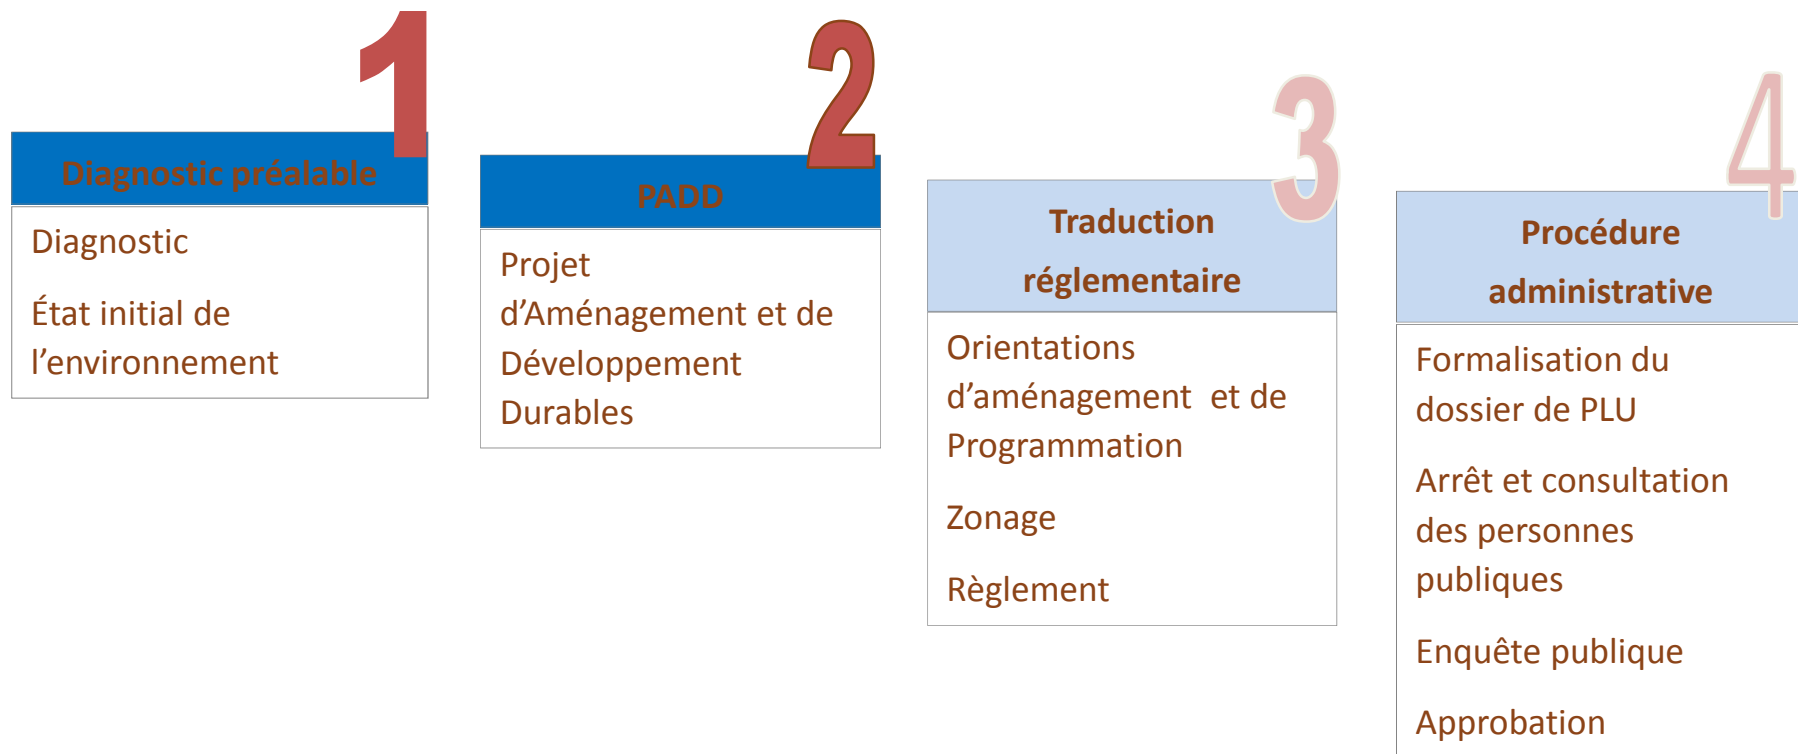 1
Diagnostic préalable
Diagnostic
État initial de
l’environnement
2
PADD
Projet
d’Aménagement et de
Développement
Durables
3
Traduction
réglementaire
Orientations
d’aménagement et de
Programmation
Zonage
Règlement
4
Procédure
administrative
Formalisation du
dossier de PLU
Arrêt et consultation
des personnes
publiques
Enquête publique
Approbation